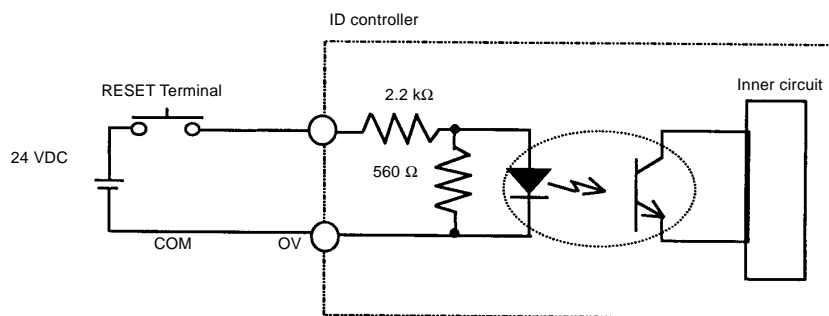 ID controller
RESET Terminal
2.2 kΩ
Inner circuit
24 VDC
560 Ω
COM
OV